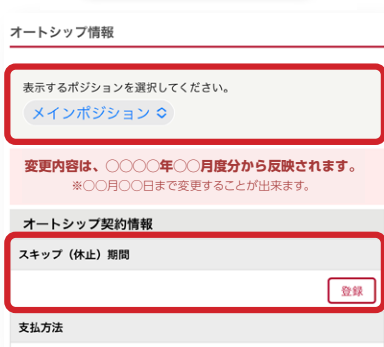 オートシップ情報
表示するポジションを選択してください。
メインポジション
変更内容は、○○○○年○○月度分から反映されます。
※○○月○○日まで変更することが出来ます。
オートシップ契約情報
スキップ（休止）期間
登録
支払方法